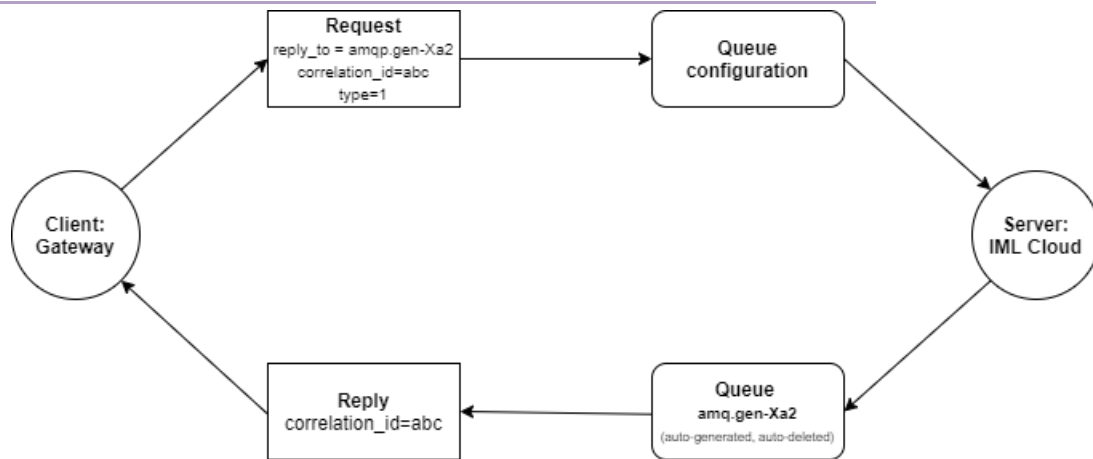 Request
reply_to = amqp.gen-Xa2
correlation_id=abc
type=1
Queue
configuration
Client:
Gateway
Server:
IML Cloud
Reply
correlation_id=abc
Queue
amq.gen-Xa2
(auto-generated, auto-deleted)